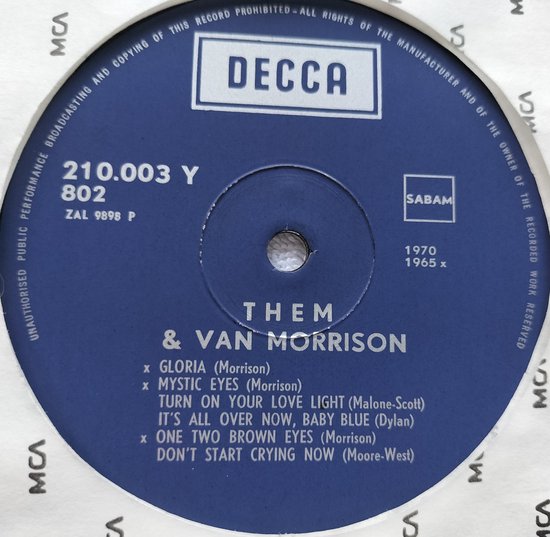 UNAUTHORISED PUBLIC PERFORMANCE BROADCASTING AND COPYING OF THIS RECORD PROHIBITED - ALL RIGHTS OF THE MANUFACTURER AND OF THE OWNER OF THE RECORDED WORK RESERVED
DECCA
210.003 Y
802
ZAL 9898 P
SABAM
1970
1965 x
THEM
& VAN MORRISON
x GLORIA (Morrison)
x MYSTIC EYES (Morrison)
TURN ON YOUR LOVE LIGHT (Malone-Scott)
IT'S ALL OVER NOW, BABY BLUE (Dylan)
x ONE TWO BROWN EYES (Morrison)
DON'T START CRYING NOW (Moore-West)
MCA
MCA
MCA
MCA
MCA
MCA